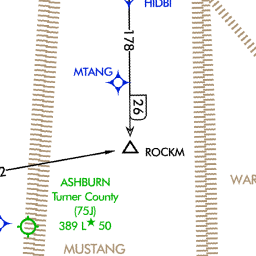 HIDBI
178
MTANG
26
ROCKM
2
ASHBURN
Turner County
(75J)
389 L★ 50
WAR
MUSTANG